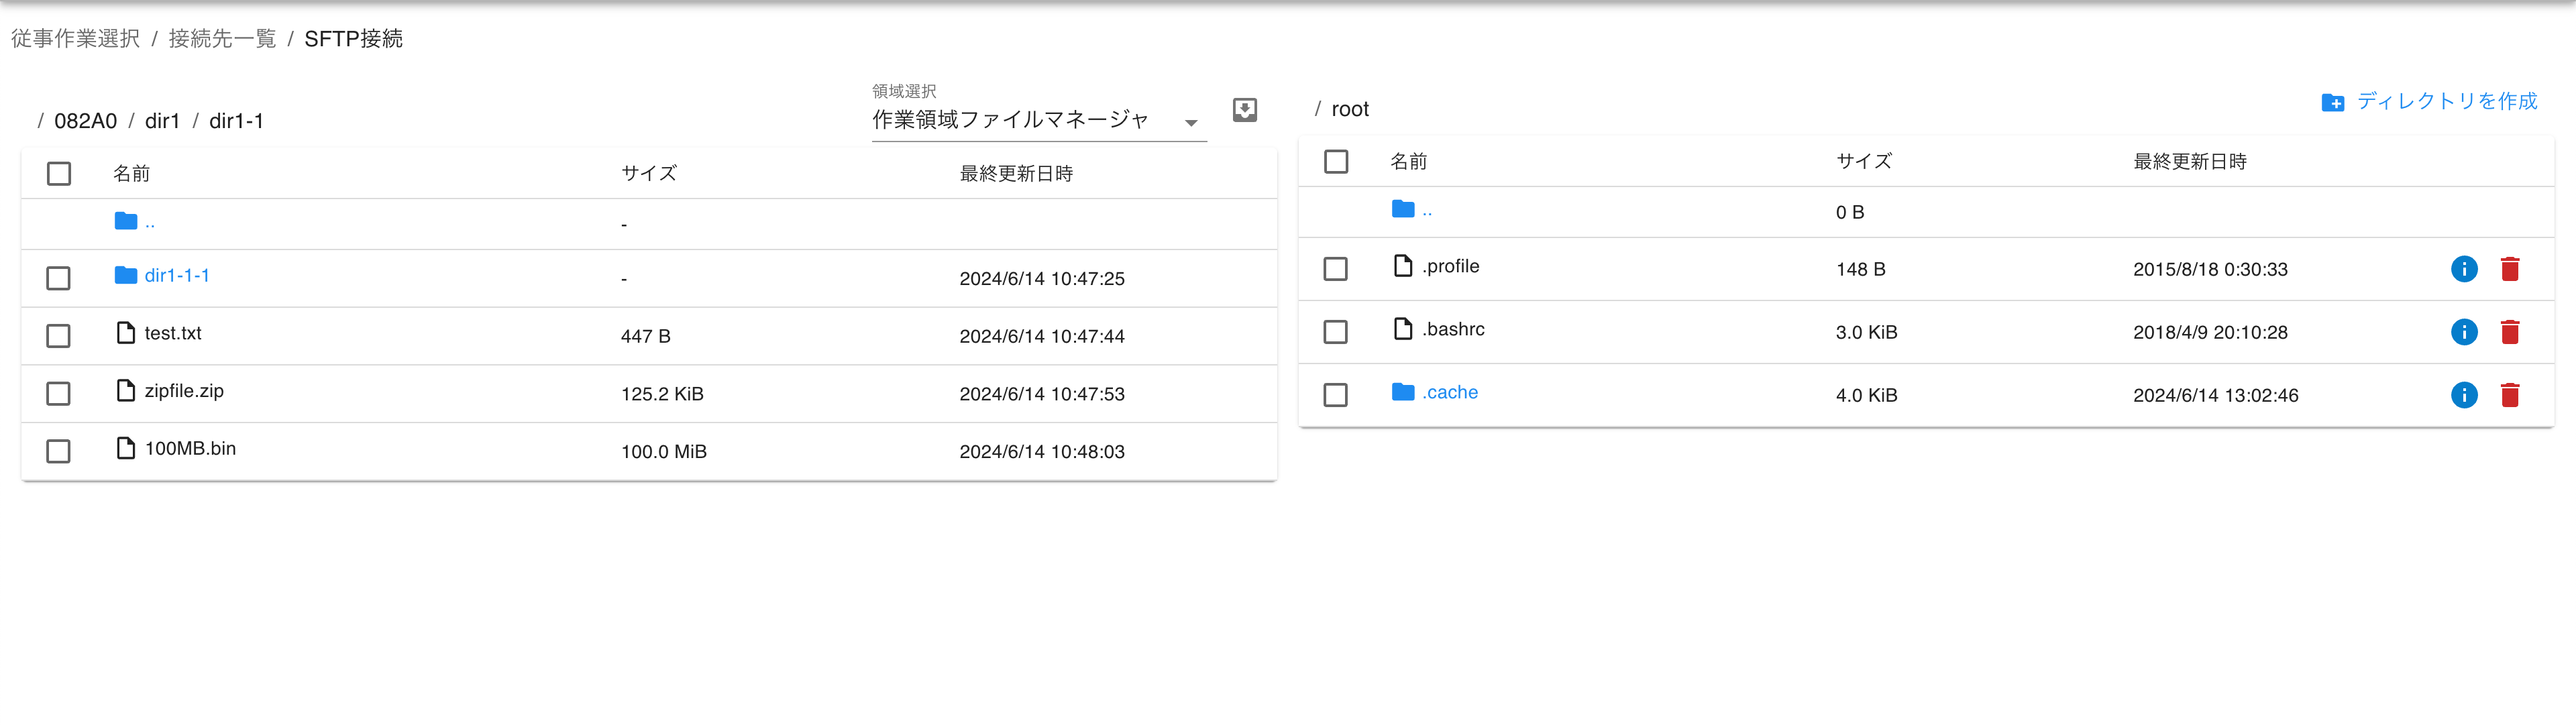 従事作業選択 / 接続先一覧 / SFTP接続
/ 082A0 / dir1 / dir1-1
領域選択
作業領域ファイルマネージャ
名前 サイズ 最終更新日時
.. -
dir1-1-1 - 2024/6/14 10:47:25
test.txt 447 B 2024/6/14 10:47:44
zipfile.zip 125.2 KiB 2024/6/14 10:47:53
100MB.bin 100.0 MiB 2024/6/14 10:48:03
/ root
ディレクトリを作成
名前 サイズ 最終更新日時
.. 0 B
.profile 148 B 2015/8/18 0:30:33
.bashrc 3.0 KiB 2018/4/9 20:10:28
.cache 4.0 KiB 2024/6/14 13:02:46